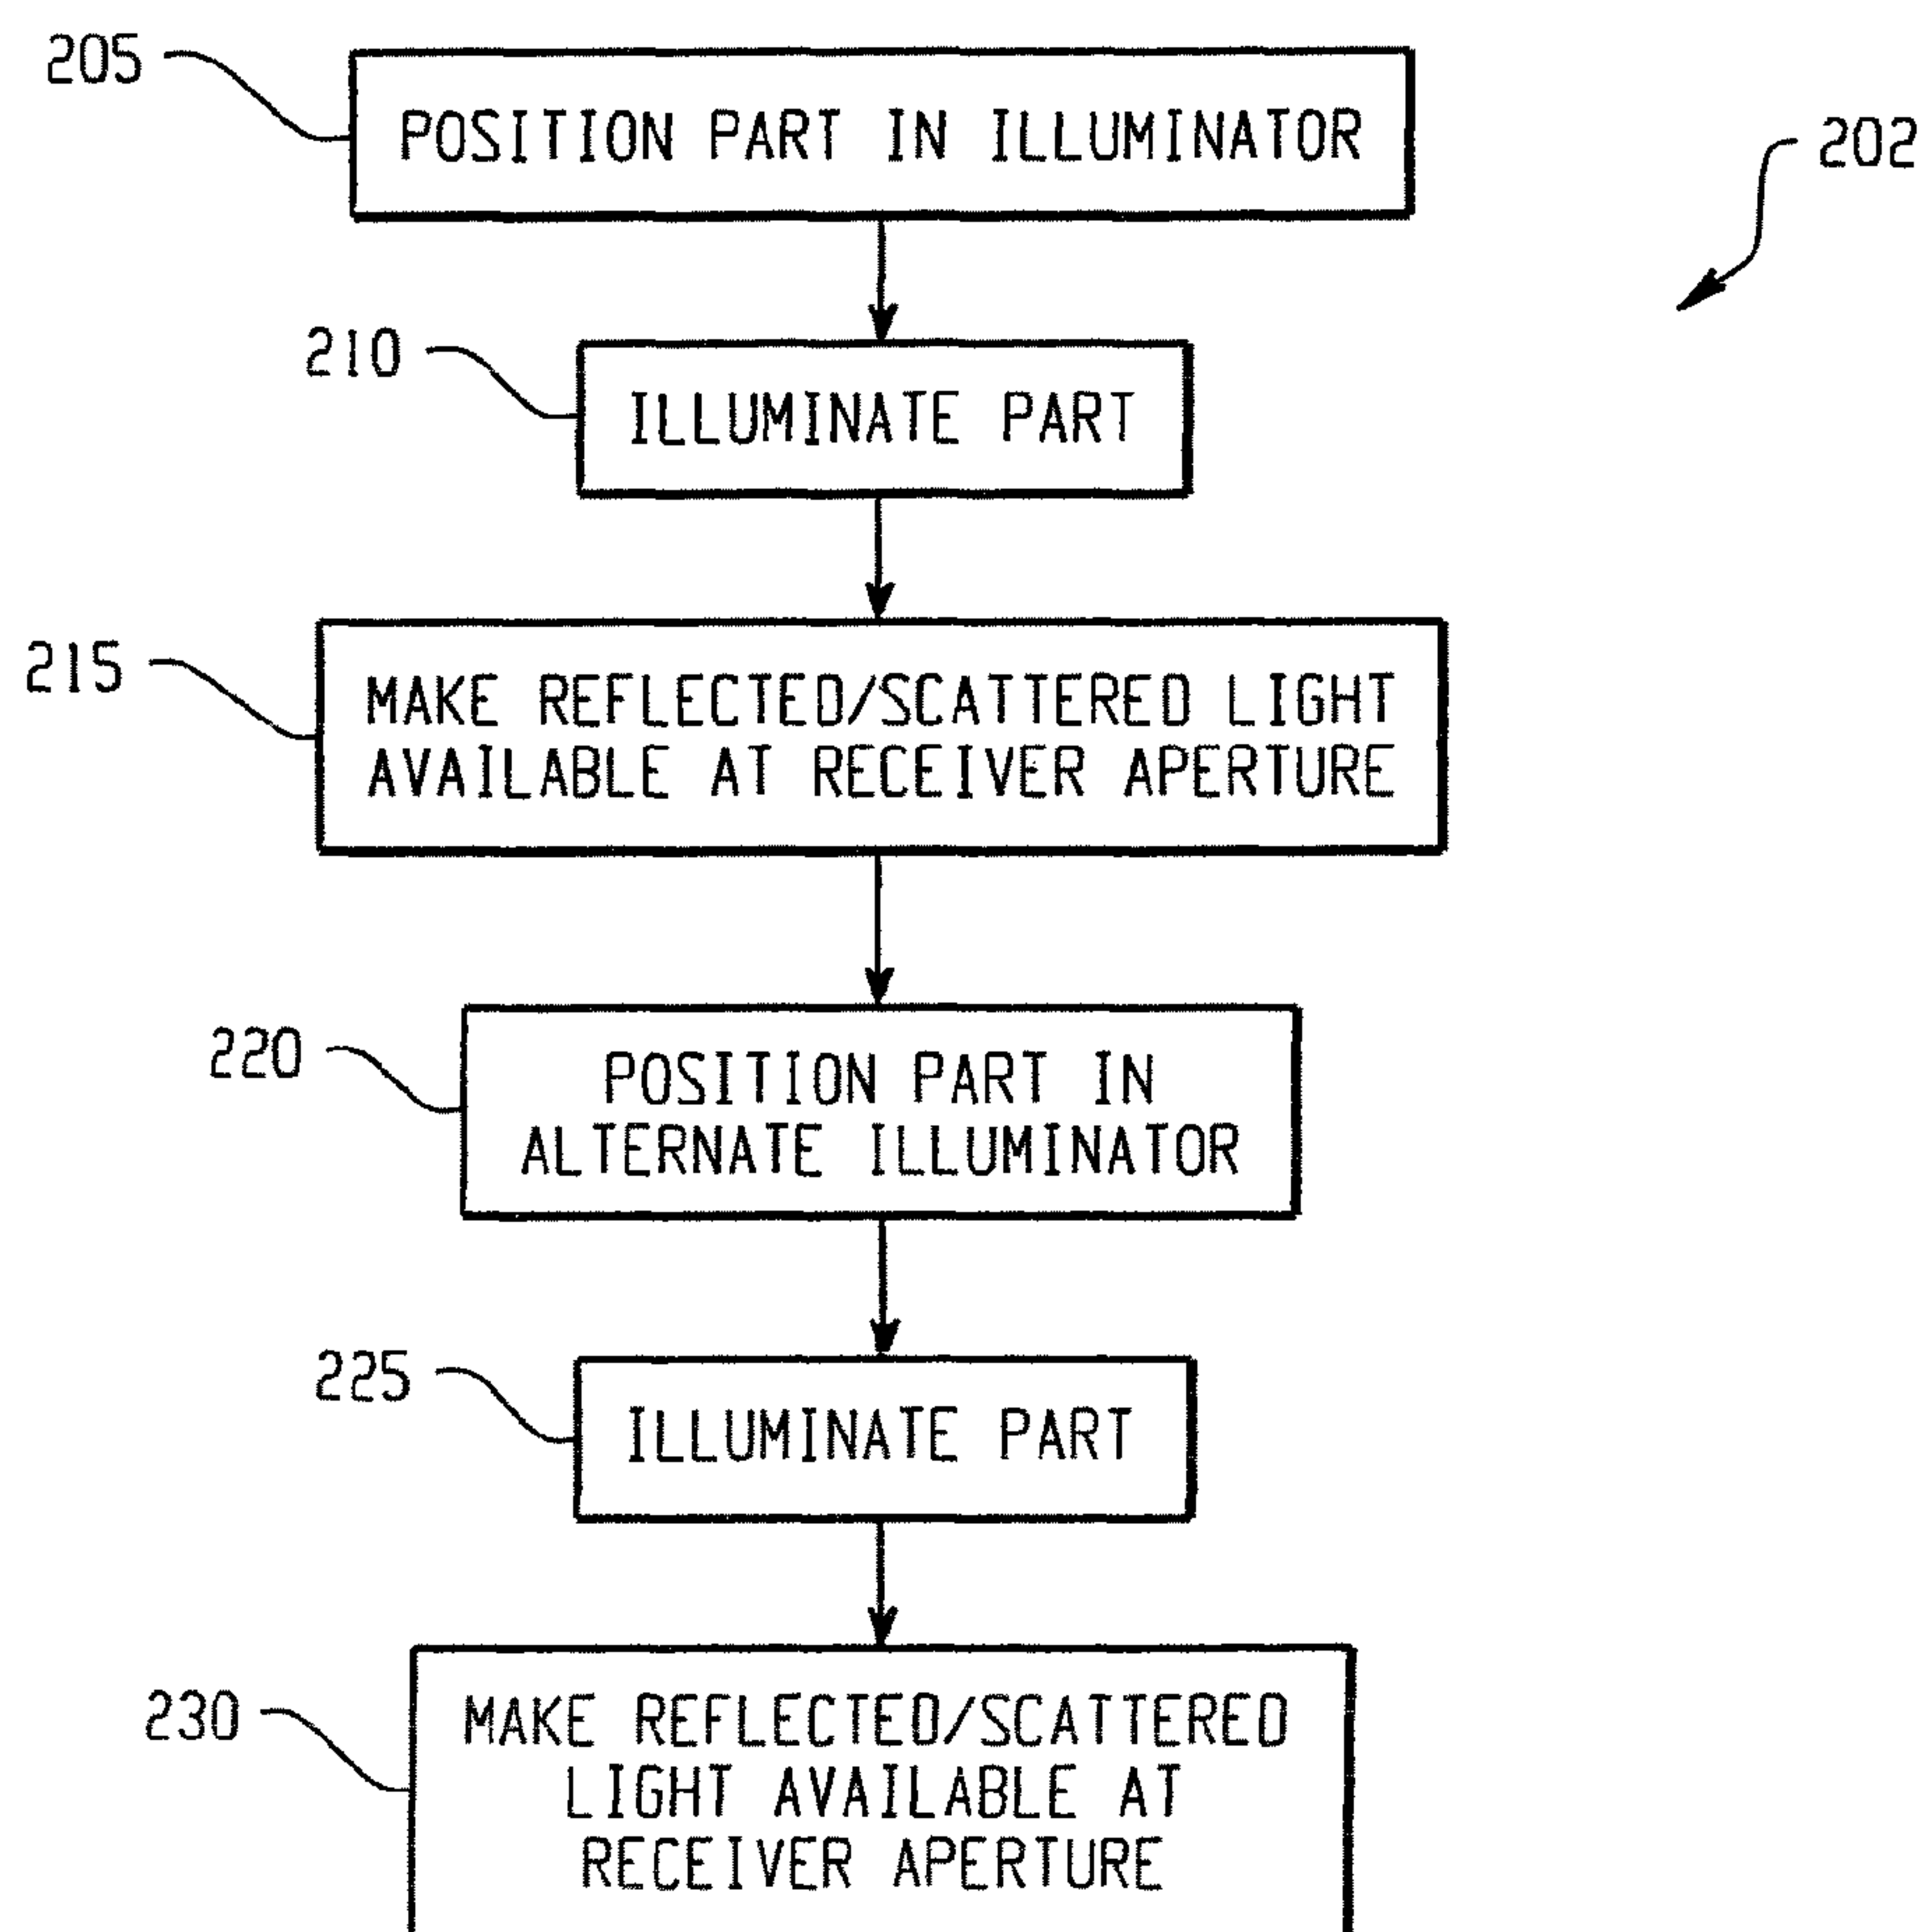 205
POSITION PART IN ILLUMINATOR
202
210
ILLUMINATE PART
215
MAKE REFLECTED/SCATTERED LIGHT
AVAILABLE AT RECEIVER APERTURE
220
POSITION PART IN
ALTERNATE ILLUMINATOR
225
ILLUMINATE PART
230
MAKE REFLECTED/SCATTERED
LIGHT AVAILABLE AT
RECEIVER APERTURE